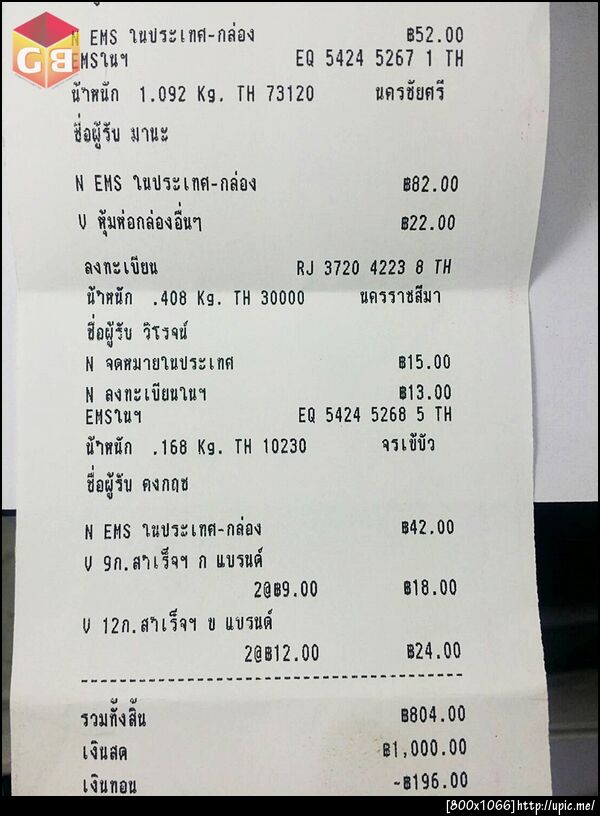 GB
N EMS ในประเทศ-กล่อง ฿52.00
EMSในฯ EQ 5424 5267 1 TH
น้ำหนัก 1.092 Kg. TH 73120 นครชัยศรี
ชื่อผู้รับ มานะ
N EMS ในประเทศ-กล่อง ฿82.00
V หุ้มห่อกล่องอื่นๆ ฿22.00
ลงทะเบียน RJ 3720 4223 8 TH
น้ำหนัก .408 Kg. TH 30000 นครราชสีมา
ชื่อผู้รับ วิโรจน์
N จดหมายในประเทศ ฿15.00
N ลงทะเบียนในฯ ฿13.00
EMSในฯ EQ 5424 5268 5 TH
น้ำหนัก .168 Kg. TH 10230 จรเข้บัว
ชื่อผู้รับ คงกฤช
N EMS ในประเทศ-กล่อง ฿42.00
V 9ก.สำเร็จฯ ก แบรนด์
2@฿9.00 ฿18.00
V 12ก.สำเร็จฯ ข แบรนด์
2@฿12.00 ฿24.00
รวมทั้งสิ้น ฿804.00
เงินสด ฿1,000.00
เงินทอน -฿196.00
[800x1066]http://upic.me/